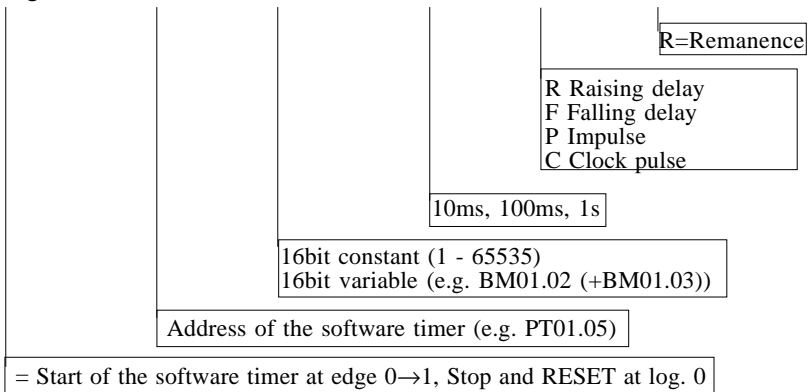 R=Remanence
R Raising delay
F Falling delay
P Impulse
C Clock pulse
10ms, 100ms, 1s
16bit constant (1 - 65535)
16bit variable (e.g. BM01.02 (+BM01.03))
Address of the software timer (e.g. PT01.05)
= Start of the software timer at edge 0→1, Stop and RESET at log. 0